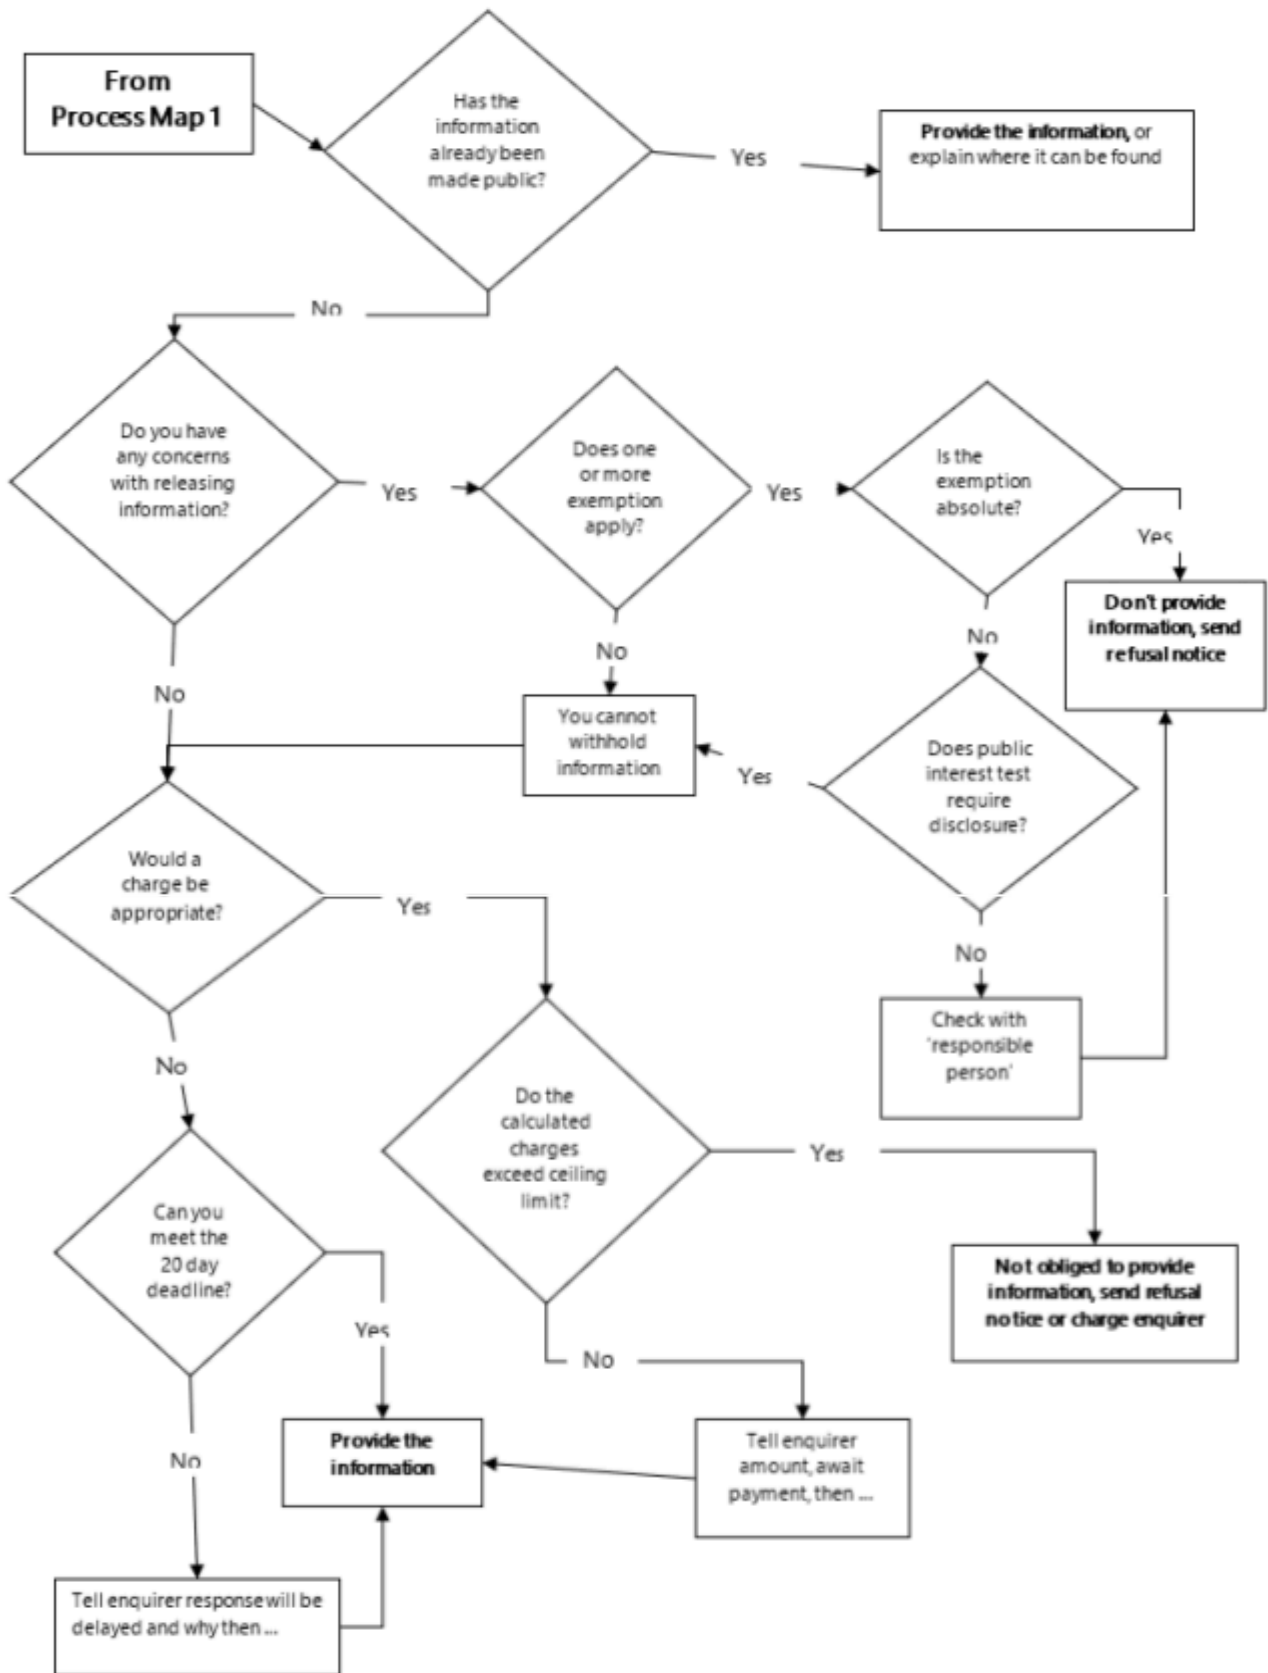 From
Process Map 1
Has the
information
already been
made public?
Yes
Provide the information, or
explain where it can be found
No
Do you have
any concerns
with releasing
information?
Yes
Does one
or more
exemption
apply?
Yes
Is the
exemption
absolute?
Yes
Don't provide
information, send
refusal notice
No
No
No
You cannot
withhold
information
Yes
Does public
interest test
require
disclosure?
Would a
charge be
appropriate?
Yes
No
Check with
'responsible
person'
No
Do the
calculated
charges
exceed ceiling
limit?
Yes
Can you
meet the
20 day
deadline?
Not obliged to provide
information, send refusal
notice or charge enquirer
Yes
No
No
Provide the
information
Tell enquirer
amount, await
payment, then ...
Tell enquirer response will be
delayed and why then ...